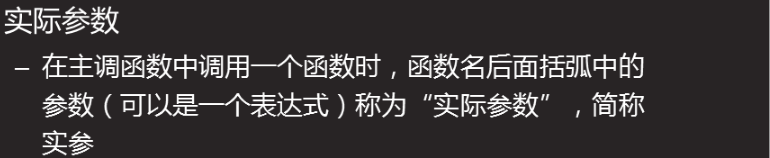 实际参数
– 在主调函数中调用一个函数时，函数名后面括弧中的
参数（可以是一个表达式）称为“实际参数”，简称
实参